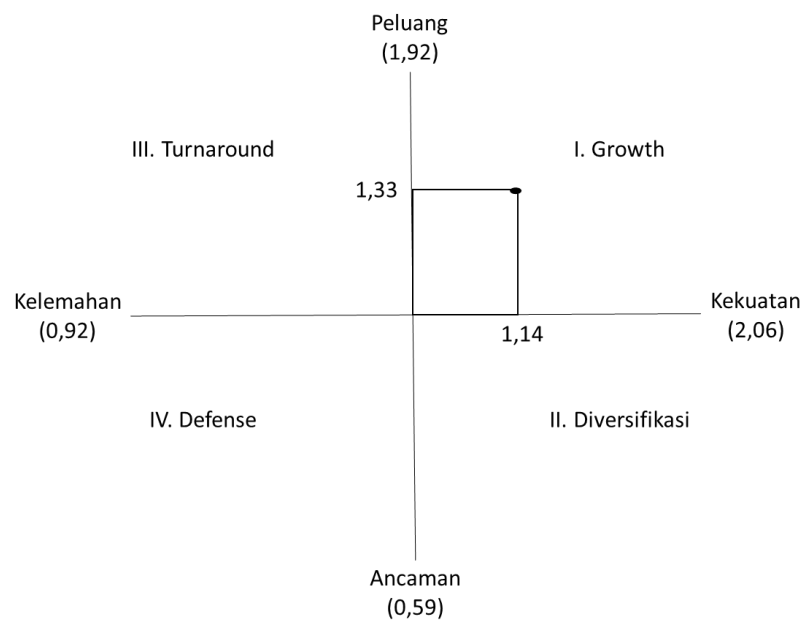 Peluang
(1,92)
III. Turnaround
I. Growth
1,33
Kelemahan
(0,92)
Kekuatan
(2,06)
1,14
IV. Defense
II. Diversifikasi
Ancaman
(0,59)